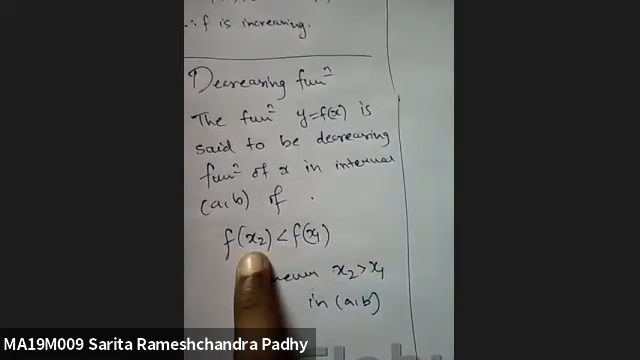 ∴ f is increasing.
Decreasing funⁿ
The funⁿ y=f(x) is
said to be decreasing
funⁿ of x in interval
(a,b) if
f(x₂) < f(x₁)
x₂ > x₁
in (a,b)
MA19M009 Sarita Rameshchandra Padhy